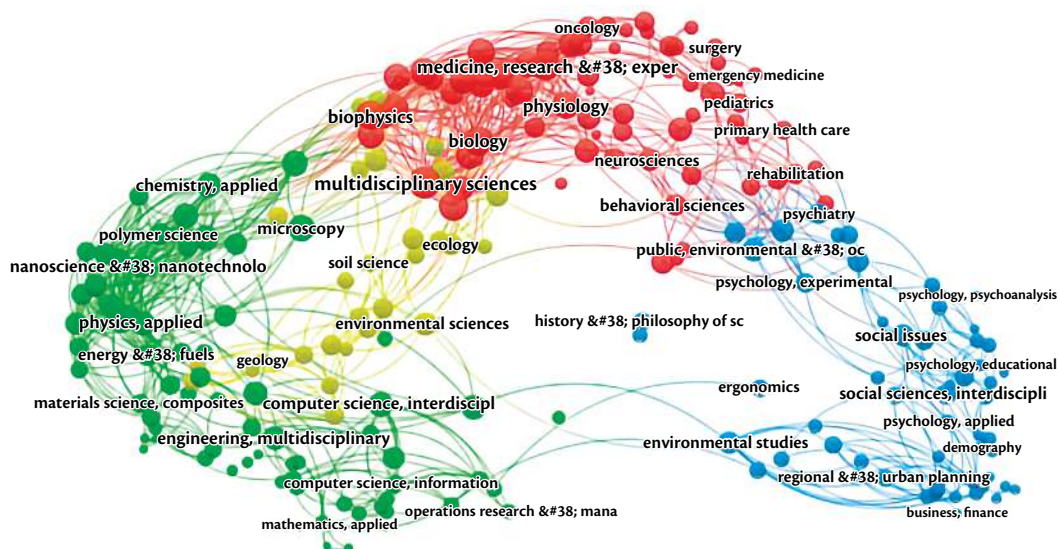 oncology
surgery
medicine, research &#38; exper
emergency medicine
pediatrics
physiology
biophysics
primary health care
biology
neurosciences
rehabilitation
chemistry, applied
multidisciplinary sciences
behavioral sciences
psychiatry
polymer science
microscopy
ecology
public, environmental &#38; oc
soil science
nanoscience &#38; nanotechnolo
psychology, experimental
psychology, psychoanalysis
physics, applied
environmental sciences
history &#38; philosophy of sc
social issues
energy &#38; fuels
geology
psychology, educational
ergonomics
social sciences, interdiscipli
materials science, composites
computer science, interdiscipl
psychology, applied
engineering, multidisciplinary
environmental studies
demography
regional &#38; urban planning
computer science, information
operations research &#38; mana
business, finance
mathematics, applied